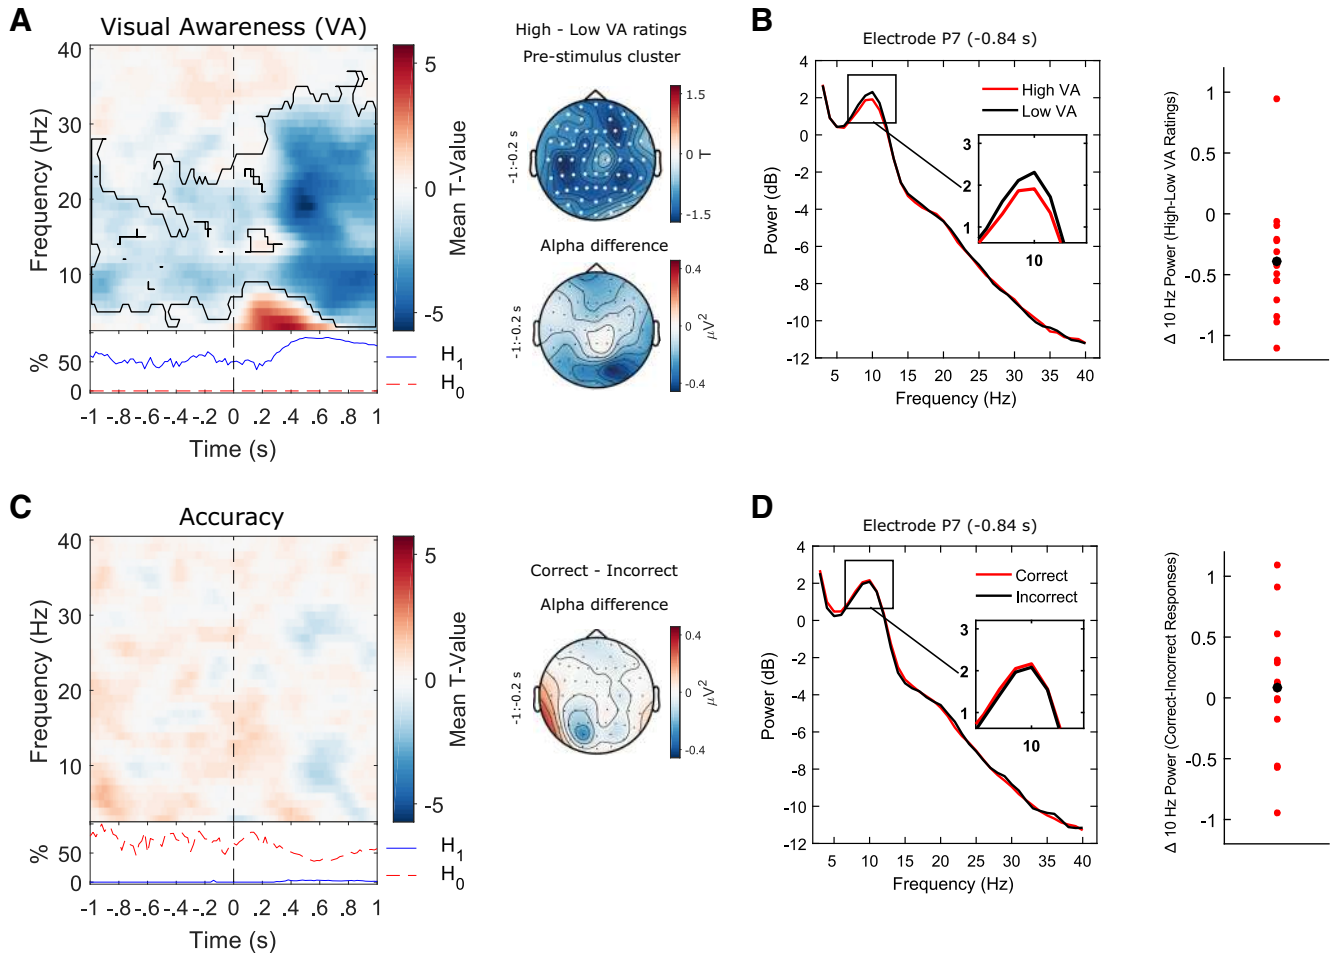 A
Visual Awareness (VA)
40
30
20
10
Frequency (Hz)
5
0
-5
Mean T-Value
%
50
0
H1
H0
-1 -.8 -.6 -.4 -.2 0 .2 .4 .6 .8 1
Time (s)
High - Low VA ratings
Pre-stimulus cluster
-1:-0.2 s
1.5
0
-1.5
T
Alpha difference
-1:-0.2 s
0.4
0
-0.4
μV2
B
Electrode P7 (-0.84 s)
4
2
0
-2
-4
-6
-8
-10
-12
Power (dB)
High VA
Low VA
3
2
1
10
5 10 15 20 25 30 35 40
Frequency (Hz)
1
0.5
0
-0.5
-1
Δ 10 Hz Power (High-Low VA Ratings)
C
Accuracy
40
30
20
10
Frequency (Hz)
5
0
-5
Mean T-Value
%
50
0
H1
H0
-1 -.8 -.6 -.4 -.2 0 .2 .4 .6 .8 1
Time (s)
Correct - Incorrect
Alpha difference
-1:-0.2 s
0.4
0
-0.4
μV2
D
Electrode P7 (-0.84 s)
4
2
0
-2
-4
-6
-8
-10
-12
Power (dB)
Correct
Incorrect
3
2
1
10
5 10 15 20 25 30 35 40
Frequency (Hz)
1
0.5
0
-0.5
-1
Δ 10 Hz Power (Correct-Incorrect Responses)